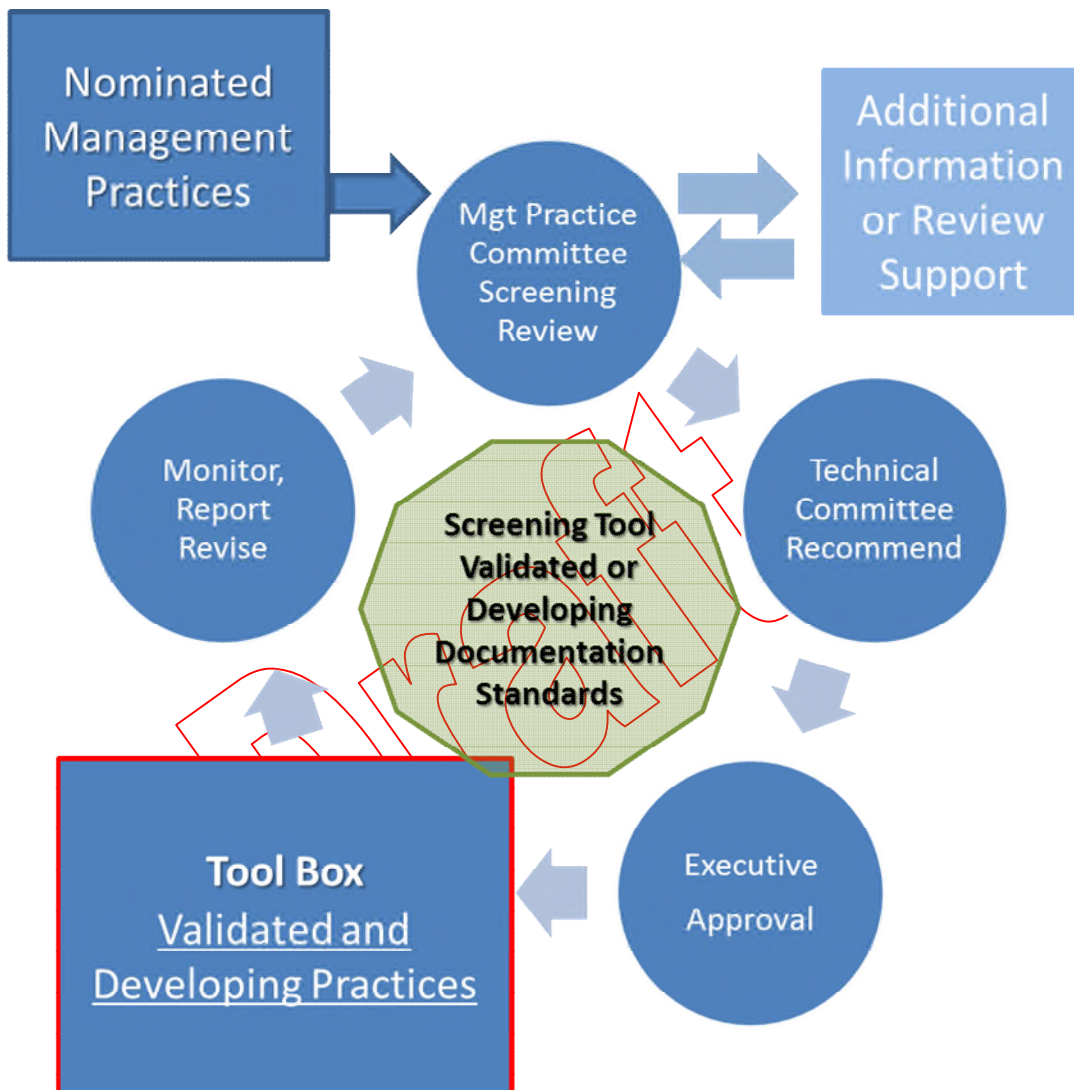 Nominated
Management
Practices
Additional
Information
or Review
Support
Mgt Practice
Committee
Screening
Review
Technical
Committee
Recommend
Executive
Approval
Tool Box
Validated and
Developing Practices
Monitor,
Report
Revise
Screening Tool
Validated or
Developing
Documentation
Standards
Draft